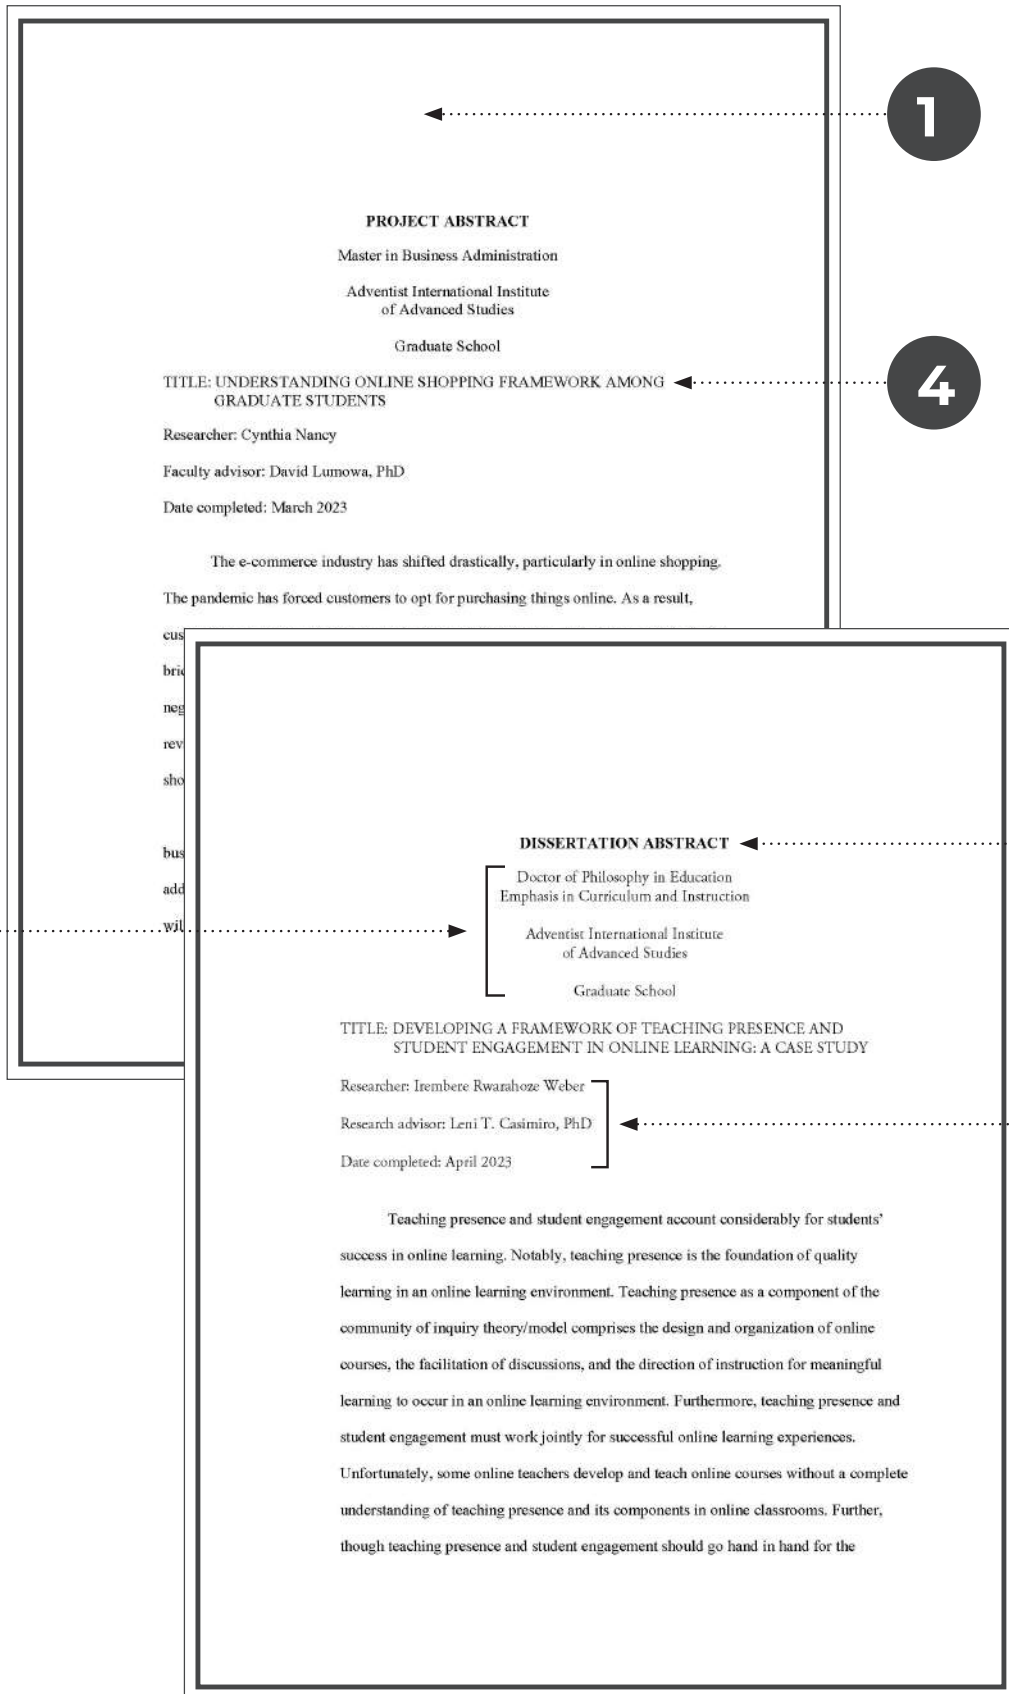 1
PROJECT ABSTRACT
Master in Business Administration
Adventist International Institute
of Advanced Studies
Graduate School
4
TITLE: UNDERSTANDING ONLINE SHOPPING FRAMEWORK AMONG
GRADUATE STUDENTS
Researcher: Cynthia Nancy
Faculty advisor: David Lumowa, PhD
Date completed: March 2023
The e-commerce industry has shifted drastically, particularly in online shopping.
The pandemic has forced customers to opt for purchasing things online. As a result,
cus
bric
neg
rev
sho
bus
add
wil
DISSERTATION ABSTRACT
Doctor of Philosophy in Education
Emphasis in Curriculum and Instruction
Adventist International Institute
of Advanced Studies
Graduate School
TITLE: DEVELOPING A FRAMEWORK OF TEACHING PRESENCE AND
STUDENT ENGAGEMENT IN ONLINE LEARNING: A CASE STUDY
Researcher: Irembere Rwarahoze Weber
Research advisor: Leni T. Casimiro, PhD
Date completed: April 2023
Teaching presence and student engagement account considerably for students’
success in online learning. Notably, teaching presence is the foundation of quality
learning in an online learning environment. Teaching presence as a component of the
community of inquiry theory/model comprises the design and organization of online
courses, the facilitation of discussions, and the direction of instruction for meaningful
learning to occur in an online learning environment. Furthermore, teaching presence and
student engagement must work jointly for successful online learning experiences.
Unfortunately, some online teachers develop and teach online courses without a complete
understanding of teaching presence and its components in online classrooms. Further,
though teaching presence and student engagement should go hand in hand for the